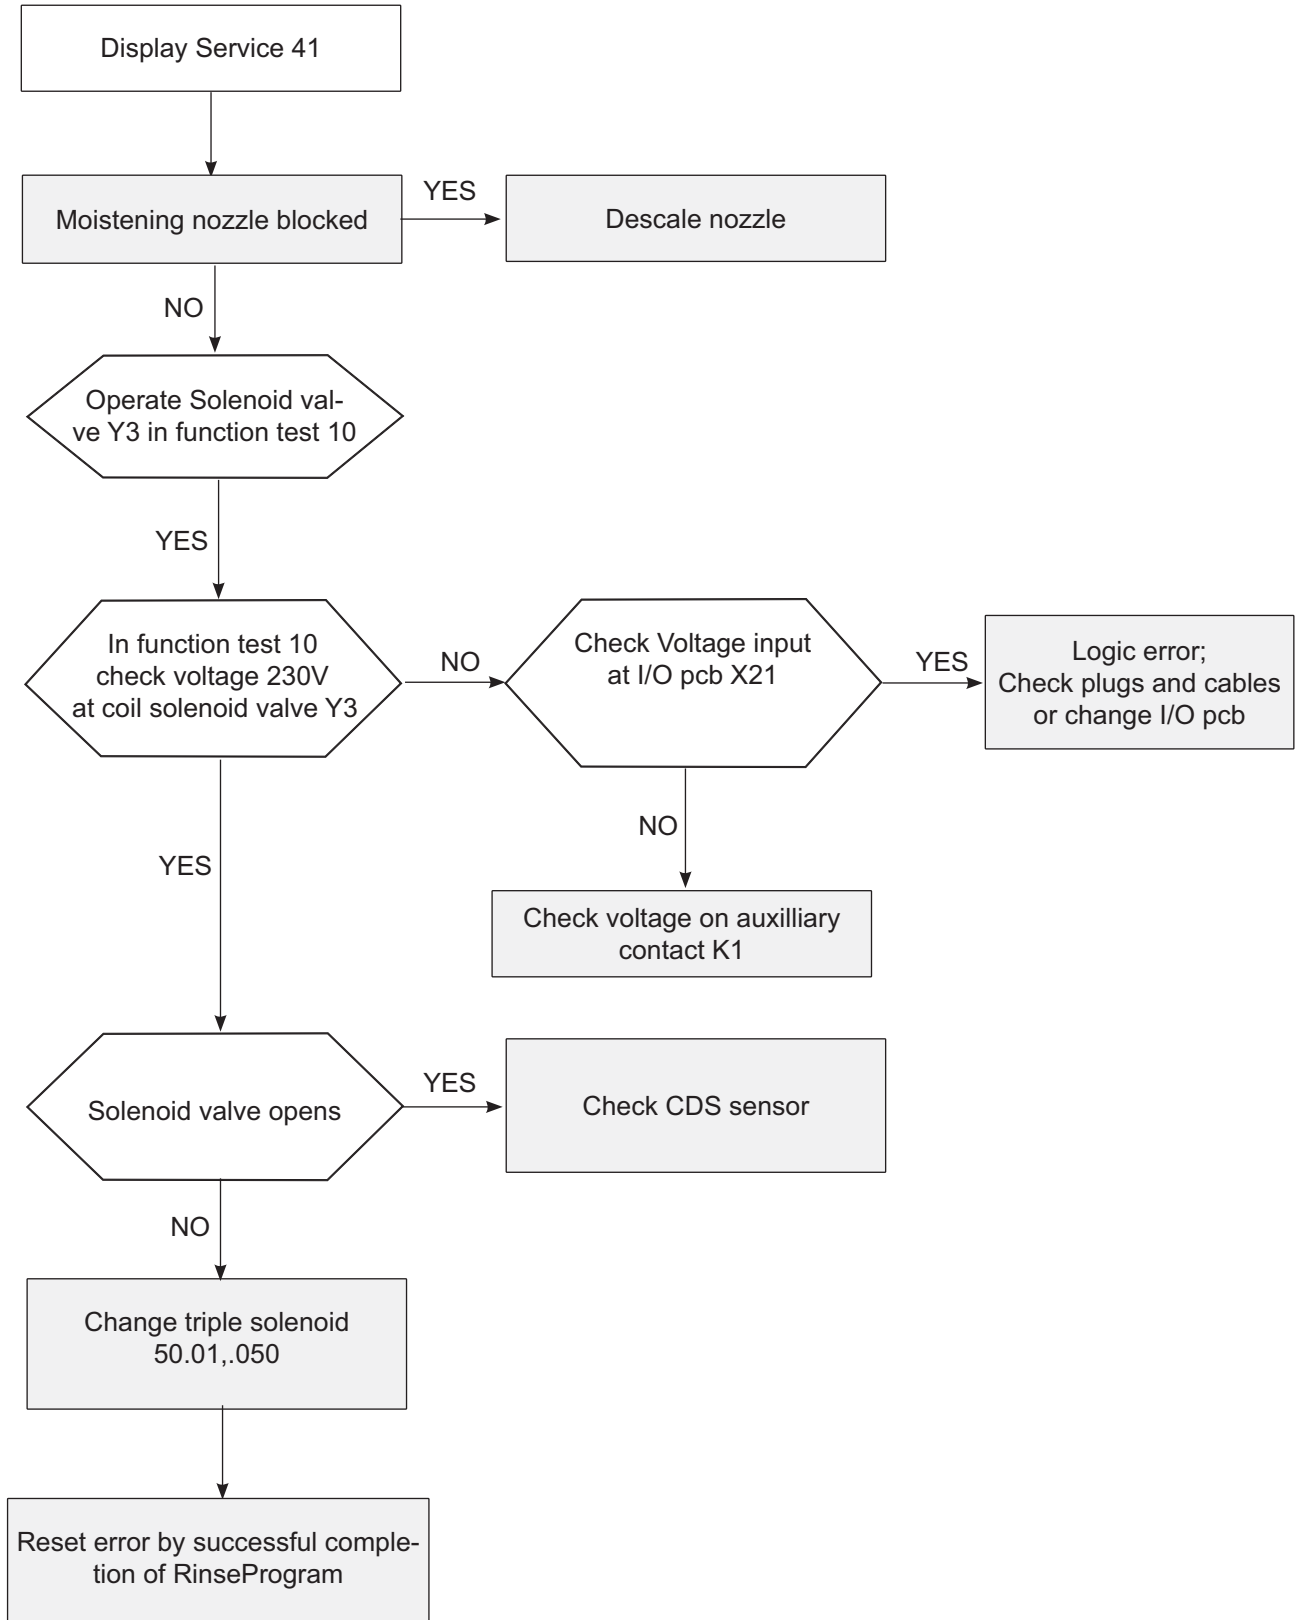 Display Service 41
Moistening nozzle blocked
YES
Descale nozzle
NO
Operate Solenoid val-
ve Y3 in function test 10
YES
In function test 10
check voltage 230V
at coil solenoid valve Y3
NO
Check Voltage input
at I/O pcb X21
YES
Logic error;
Check plugs and cables
or change I/O pcb
NO
Check voltage on auxilliary
contact K1
YES
Solenoid valve opens
YES
Check CDS sensor
NO
Change triple solenoid
50.01,.050
Reset error by successful comple-
tion of RinseProgram